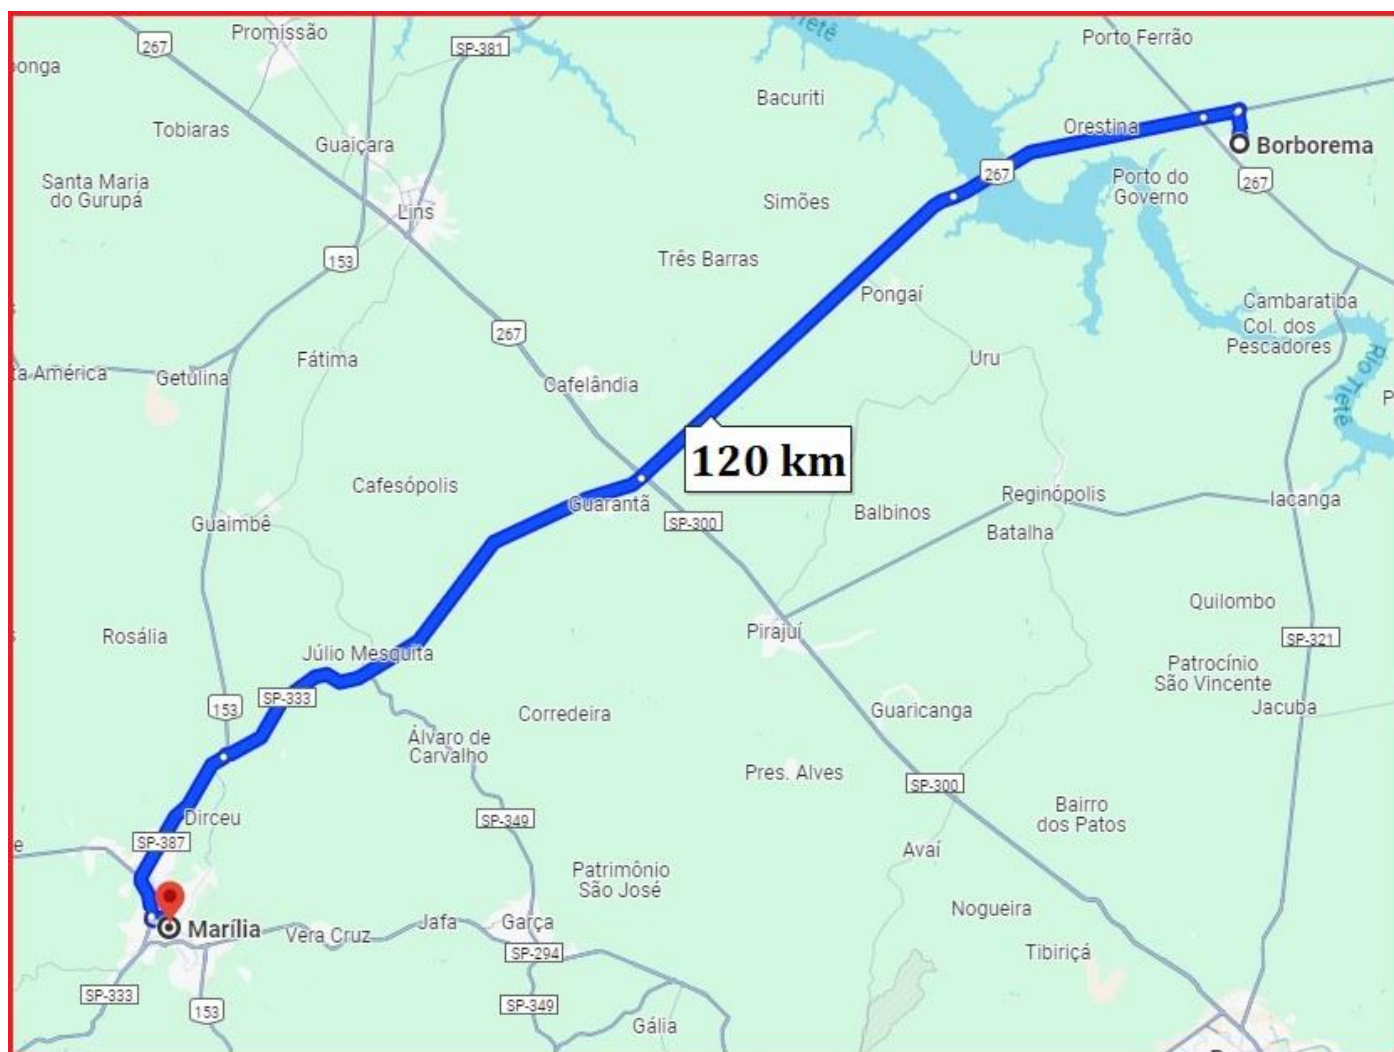 Promissão
267
SP-381
Tietê
Porto Ferrão
onga
Bacuriti
Tobiaras
Guaiçara
Orestina
Borborema
Santa Maria
do Gurupá
Lins
Simões
267
Porto do
Governo
267
153
Três Barras
Pongaí
Cambaratiba
Col. dos
Pescadores
267
Fátima
Uru
Rio Tietê
ta América
Getulina
Cafelândia
P
120 km
Cafesópolis
Guarantã
Reginópolis
Iacanga
Guaimbê
SP-300
Balbinos
Batalha
Quilombo
Rosália
Pirajuí
SP-321
Júlio Mesquita
Patrocínio
São Vincente
SP-333
153
Corredeira
Guaricanga
Jacuba
Álvaro de
Carvalho
Pres. Alves
SP-300
Bairro
dos Patos
Dirceu
SP-349
SP-387
e
Avaí
Patrimônio
São José
Nogueira
Marília
Vera Cruz
Jafa
Garça
SP-294
Tibiriçá
SP-333
153
SP-349
Gália